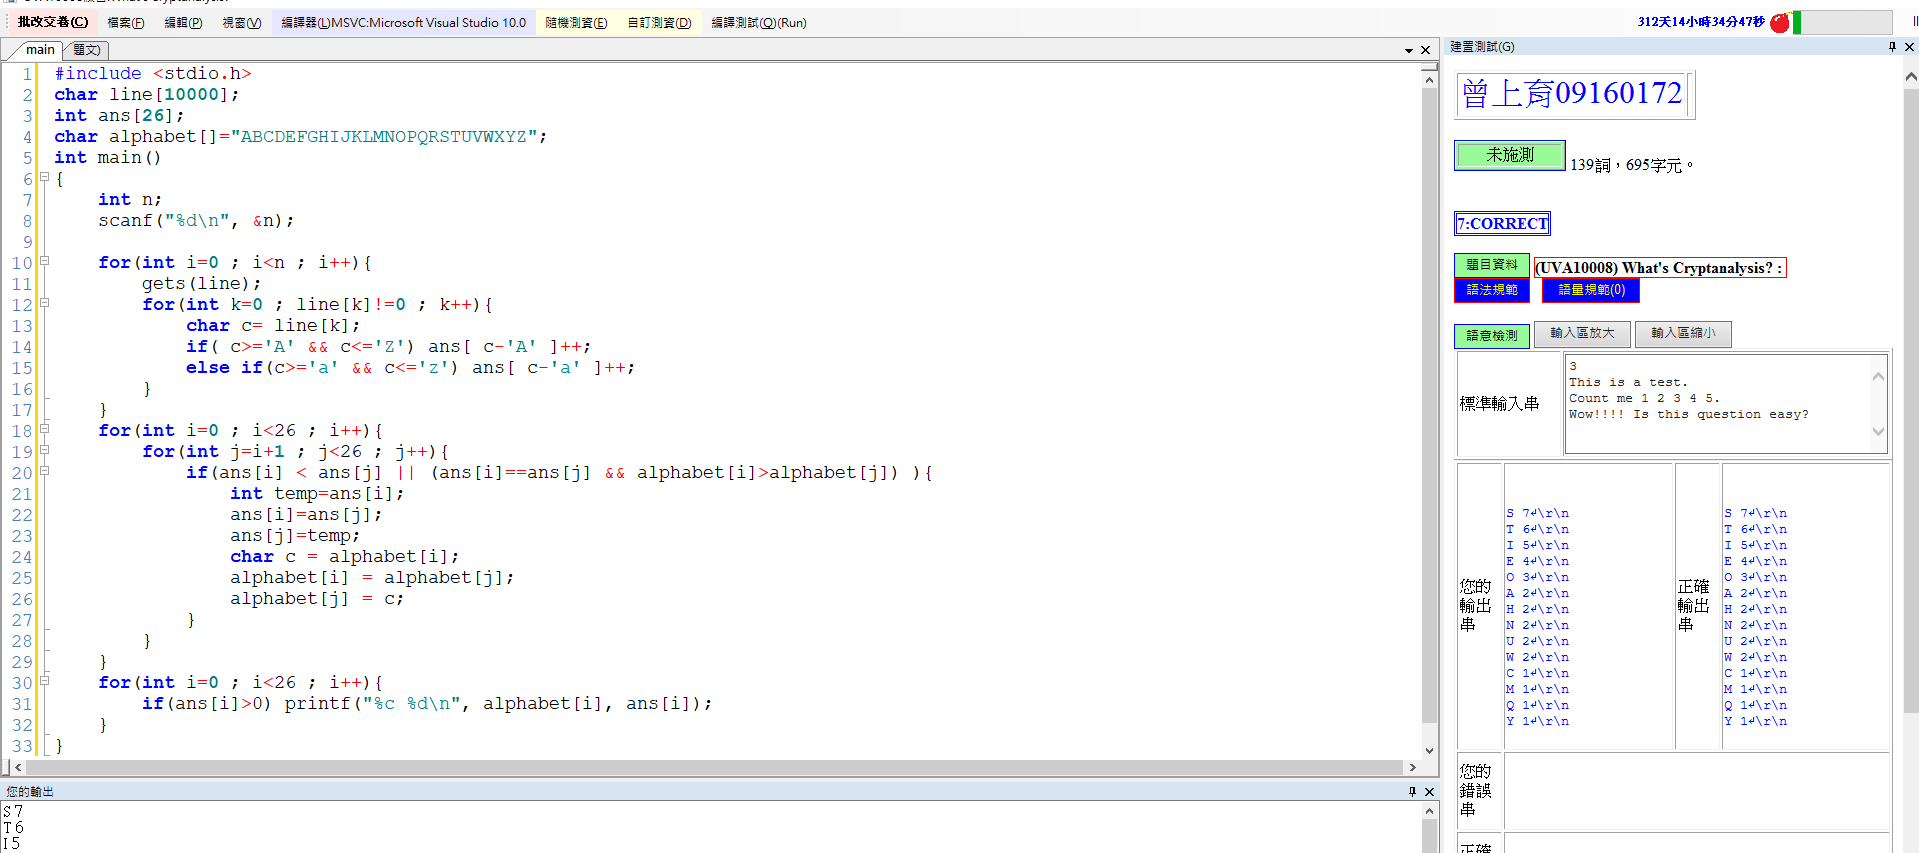 批改交卷(C) 檔案(F) 編輯(P) 視窗(V) 編譯器(L)MSVC:Microsoft Visual Studio 10.0 隨機測資(E) 自訂測資(D) 編譯測試(Q)(Run) 312天14小時34分47秒
main 題文)
1 #include <stdio.h>
2 char line[10000];
3 int ans[26];
4 char alphabet[]="ABCDEFGHIJKLMNOPQRSTUVWXYZ";
5 int main()
6 {
7 int n;
8 scanf("%d\n", &n);
9
10 for(int i=0 ; i<n ; i++){
11 gets(line);
12 for(int k=0 ; line[k]!=0 ; k++){
13 char c= line[k];
14 if( c>='A' && c<='Z') ans[ c-'A' ]++;
15 else if(c>='a' && c<='z') ans[ c-'a' ]++;
16 }
17 }
18 for(int i=0 ; i<26 ; i++){
19 for(int j=i+1 ; j<26 ; j++){
20 if(ans[i] < ans[j] || (ans[i]==ans[j] && alphabet[i]>alphabet[j]) ){
21 int temp=ans[i];
22 ans[i]=ans[j];
23 ans[j]=temp;
24 char c = alphabet[i];
25 alphabet[i] = alphabet[j];
26 alphabet[j] = c;
27 }
28 }
29 }
30 for(int i=0 ; i<26 ; i++){
31 if(ans[i]>0) printf("%c %d\n", alphabet[i], ans[i]);
32 }
33 }
您的輸出
S 7
T 6
I 5
建置測試(G)
曾上育09160172
未施測 139詞，695字元。
7:CORRECT
題目資料 (UVA10008) What's Cryptanalysis? :
語法規範 語量規範(0)
語意檢測 輸入區放大 輸入區縮小
標準輸入串
3
This is a test.
Count me 1 2 3 4 5.
Wow!!!! Is this question easy?
您的輸出串
S 7↵\r\n
T 6↵\r\n
I 5↵\r\n
E 4↵\r\n
O 3↵\r\n
A 2↵\r\n
H 2↵\r\n
N 2↵\r\n
U 2↵\r\n
W 2↵\r\n
C 1↵\r\n
M 1↵\r\n
Q 1↵\r\n
Y 1↵\r\n
正確輸出串
S 7↵\r\n
T 6↵\r\n
I 5↵\r\n
E 4↵\r\n
O 3↵\r\n
A 2↵\r\n
H 2↵\r\n
N 2↵\r\n
U 2↵\r\n
W 2↵\r\n
C 1↵\r\n
M 1↵\r\n
Q 1↵\r\n
Y 1↵\r\n
您的錯誤串
正確